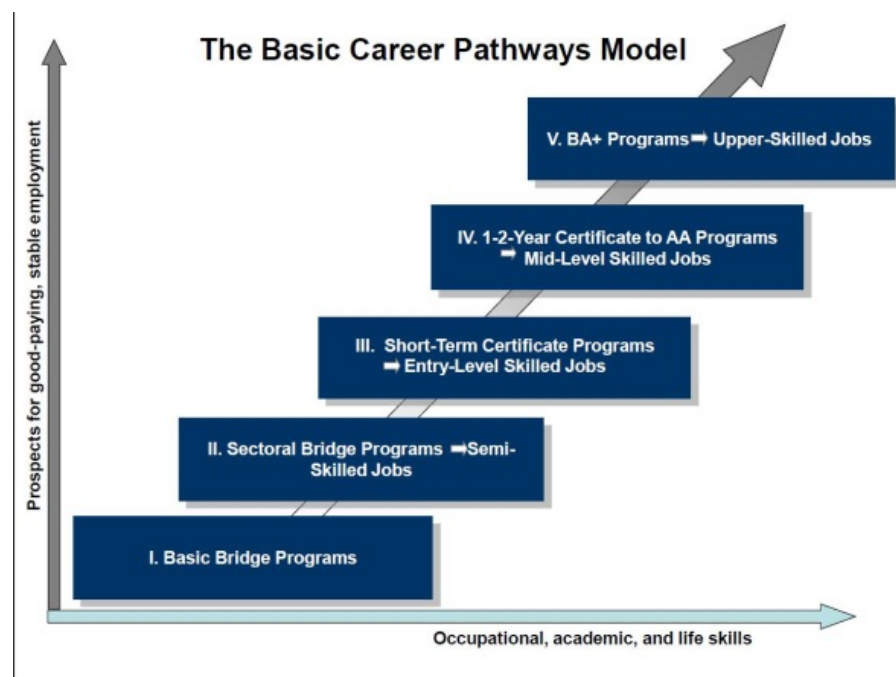 The Basic Career Pathways Model
Prospects for good-paying, stable employment
V. BA+ Programs ➡ Upper-Skilled Jobs
IV. 1-2-Year Certificate to AA Programs
➡ Mid-Level Skilled Jobs
III. Short-Term Certificate Programs
➡ Entry-Level Skilled Jobs
II. Sectoral Bridge Programs ➡Semi-
Skilled Jobs
I. Basic Bridge Programs
Occupational, academic, and life skills